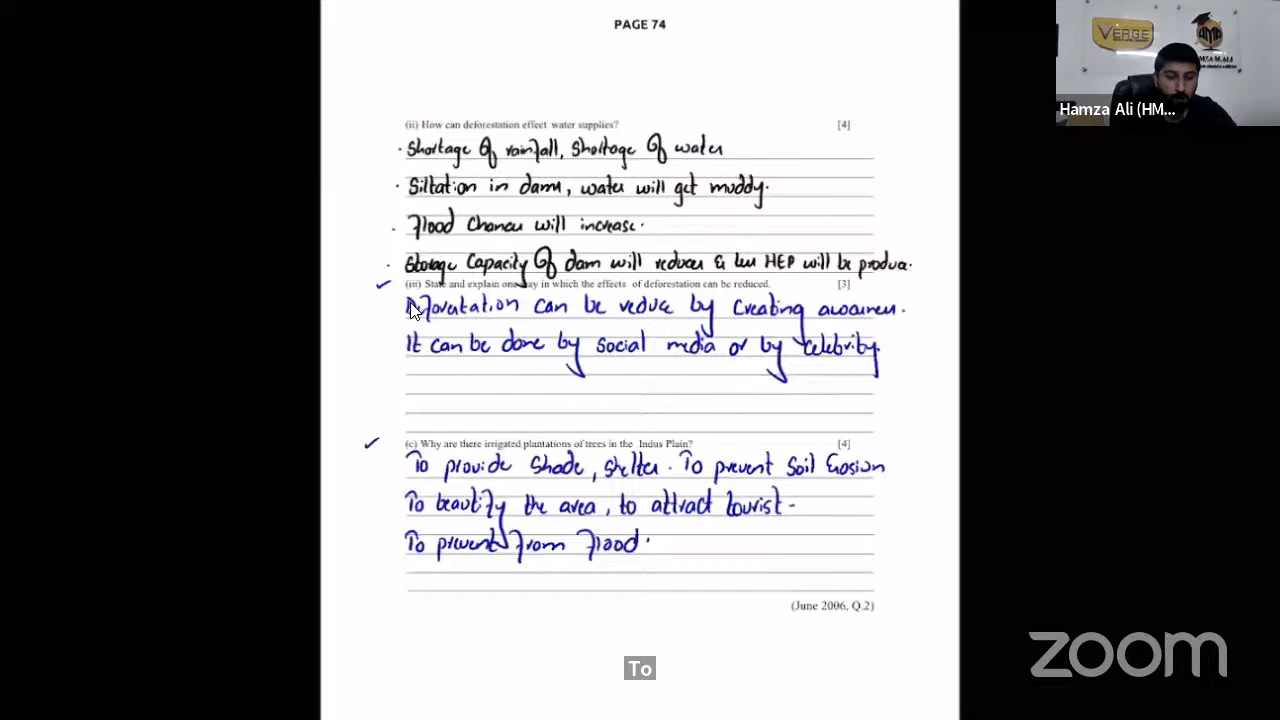 PAGE 74
VERGE
HMA
Hamza Ali (HM...
(ii) How can deforestation effect water supplies? [4]
· Shortage Of rainfall, Shortage Of water
· Siltation in dams, water will get muddy.
· Flood Chances will increase.
· Storage Capacity Of dam will reduces & less HEP will be produce.
(iii) State and explain one way in which the effects of deforestation can be reduced. [3]
can be reduce by Creating awareness.
It can be done by social media or by celebrity.
(c) Why are there irrigated plantations of trees in the Indus Plain? [4]
To provide Shade, Shelter. To prevent Soil Erosion
To beautify the area, to attract tourist.
To prevent from Flood.
(June 2006, Q.2)
To
zoom